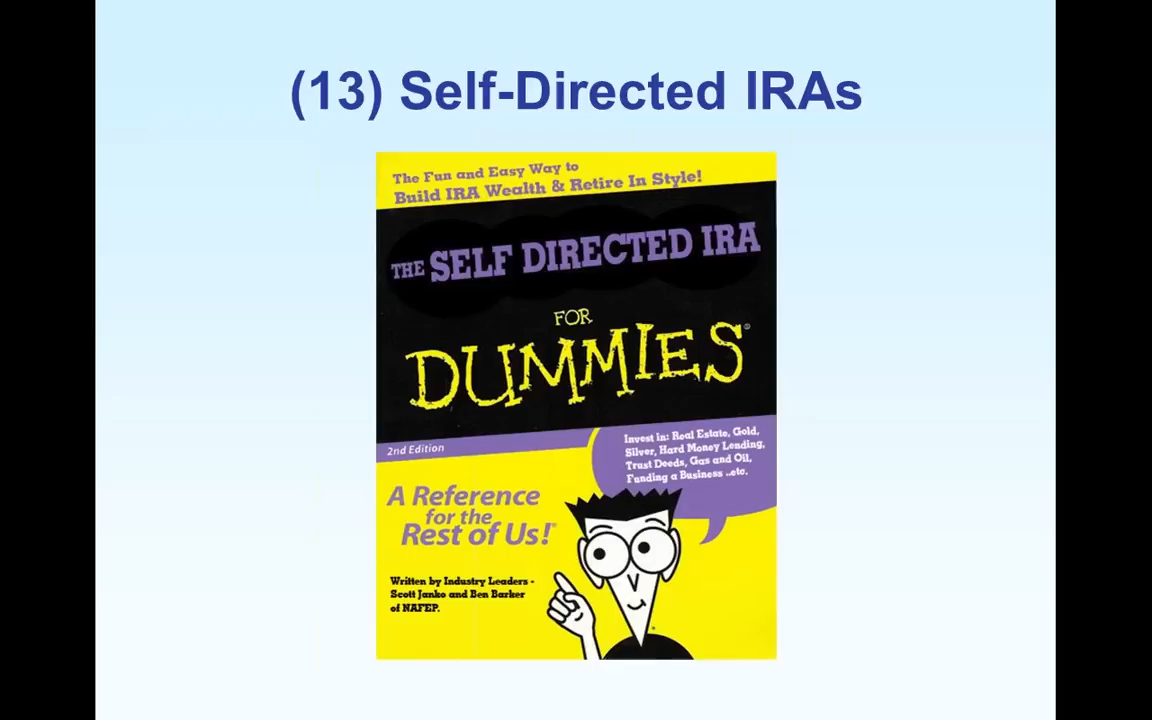 (13) Self-Directed IRAs
The Fun and Easy Way to
Build IRA Wealth & Retire In Style!
THE SELF DIRECTED IRA
FOR
DUMMIES®
2nd Edition
Invest in: Real Estate, Gold,
Silver, Hard Money Lending,
Trust Deeds, Gas and Oil,
Funding a Business ..etc.
A Reference
for the
Rest of Us!®
Written by Industry Leaders -
Scott Janko and Ben Barker
of NAFEP.